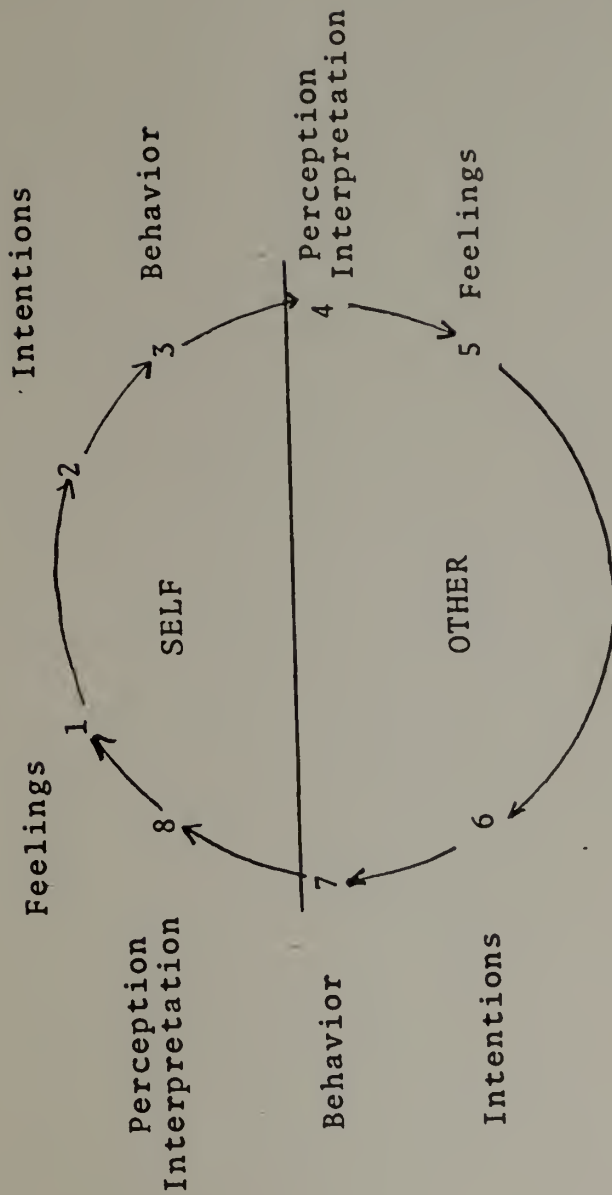 Intentions
Feelings
1
2
Behavior
8
3
Perception
Interpretation
SELF
Perception
Interpretation
4
7
Behavior
OTHER
Feelings
5
6
Intentions